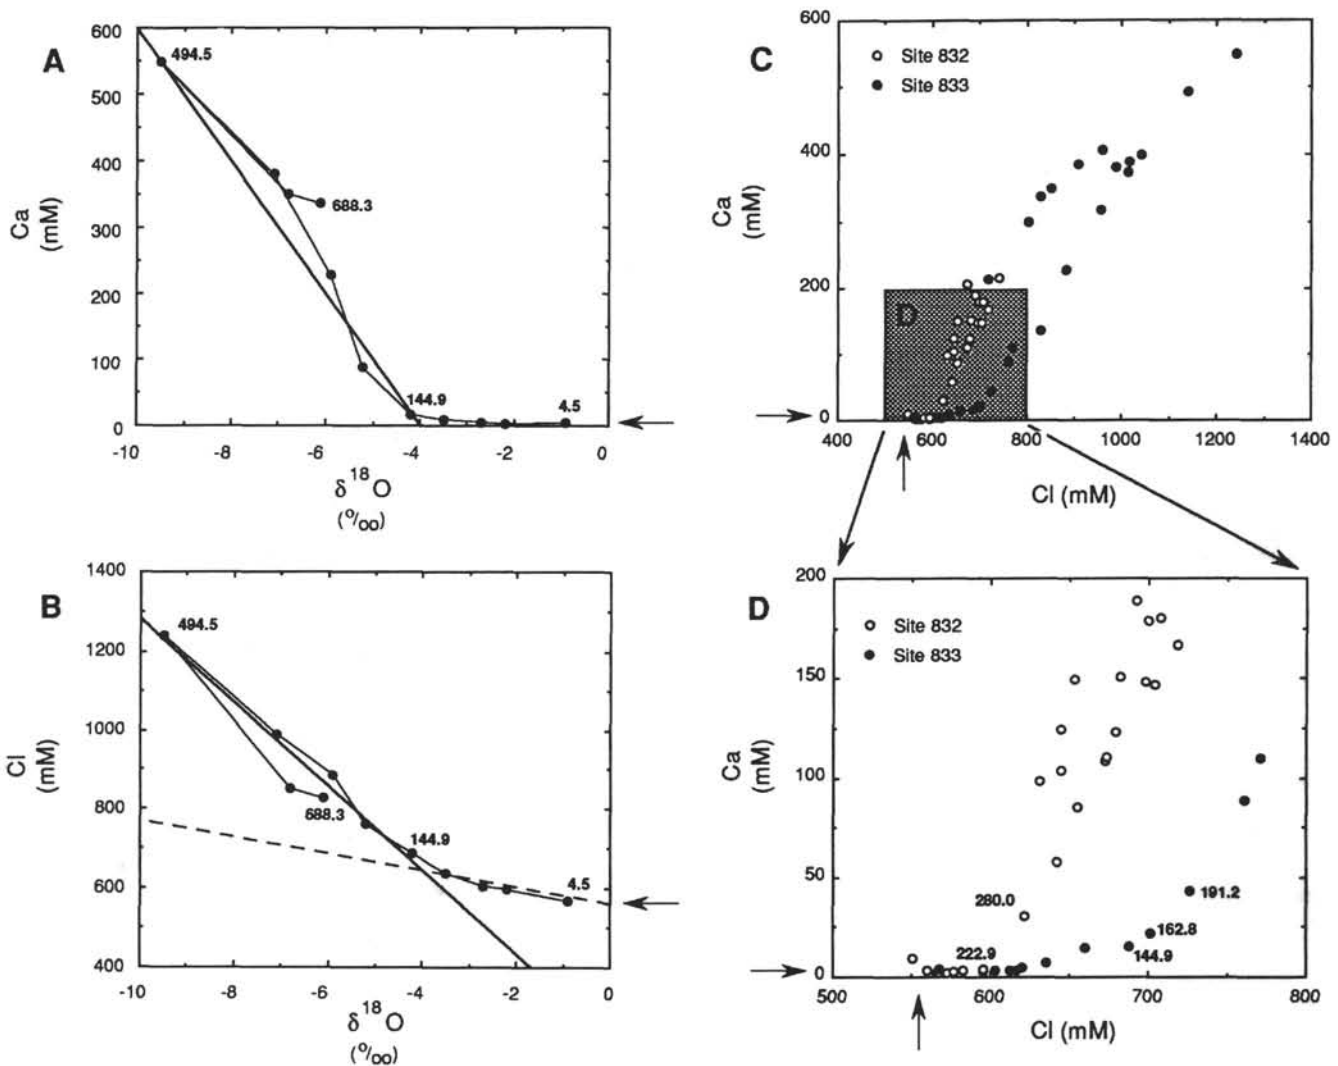 A
600
500
400
300
200
100
0
Ca
(mM)
494.5
688.3
144.9
4.5
-10
-8
-6
-4
-2
0
δ18O
(o/oo)
B
1400
1200
1000
800
600
400
Cl
(mM)
494.5
688.3
144.9
4.5
-10
-8
-6
-4
-2
0
δ18O
(o/oo)
C
600
400
200
0
Ca
(mM)
Site 832
Site 833
D
400
600
800
1000
1200
1400
Cl (mM)
D
200
150
100
50
0
Ca
(mM)
Site 832
Site 833
280.0
222.9
191.2
162.8
144.9
500
600
700
800
Cl (mM)